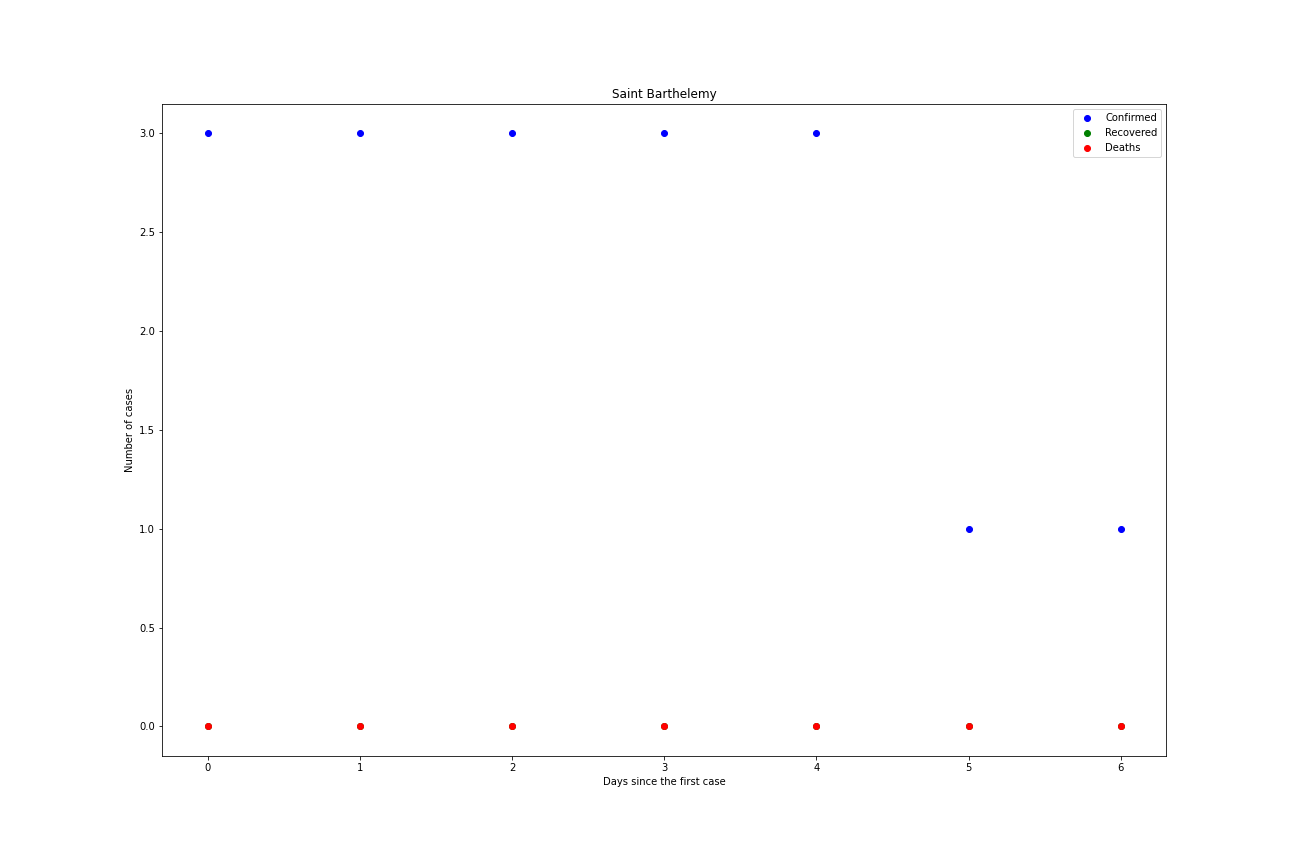 Saint Barthelemy
Confirmed
Recovered
Deaths
3.0
2.5
2.0
1.5
1.0
0.5
0.0
Number of cases
0 1 2 3 4 5 6
Days since the first case